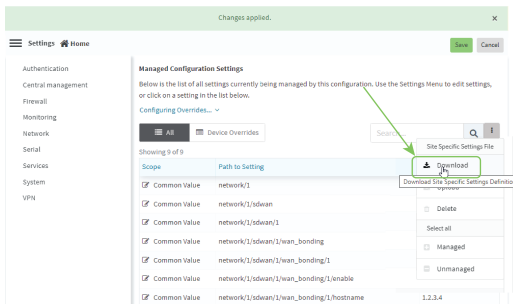 Changes applied.
×
Settings Home
Save Cancel
Authentication
Central management
Firewall
Monitoring
Network
Serial
Services
System
VPN
Managed Configuration Settings
Below is the list of all settings currently being managed by this configuration. Use the Settings Menu to edit settings,
or click on a setting in the list below.
Configuring Overrides...
All Device Overrides
Search
Showing 9 of 9
Scope Path to Setting
Common Value network/1
Common Value network/1/sdwan
Common Value network/1/sdwan/1
Common Value network/1/sdwan/1/wan_bonding
Common Value network/1/sdwan/1/wan_bonding/1
Common Value network/1/sdwan/1/wan_bonding/1/enable
Common Value network/1/sdwan/1/wan_bonding/1/hostname 1.2.3.4
Site Specific Settings File
Download
Download Site Specific Settings Definitio
Upload
Delete
Select all
Managed
Unmanaged